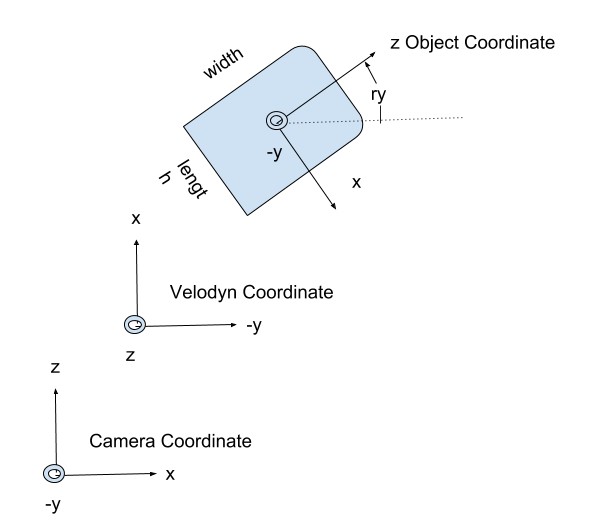 z Object Coordinate
width
ry
-y
lengt
h
x
x
Velodyn Coordinate
-y
z
z
Camera Coordinate
x
-y